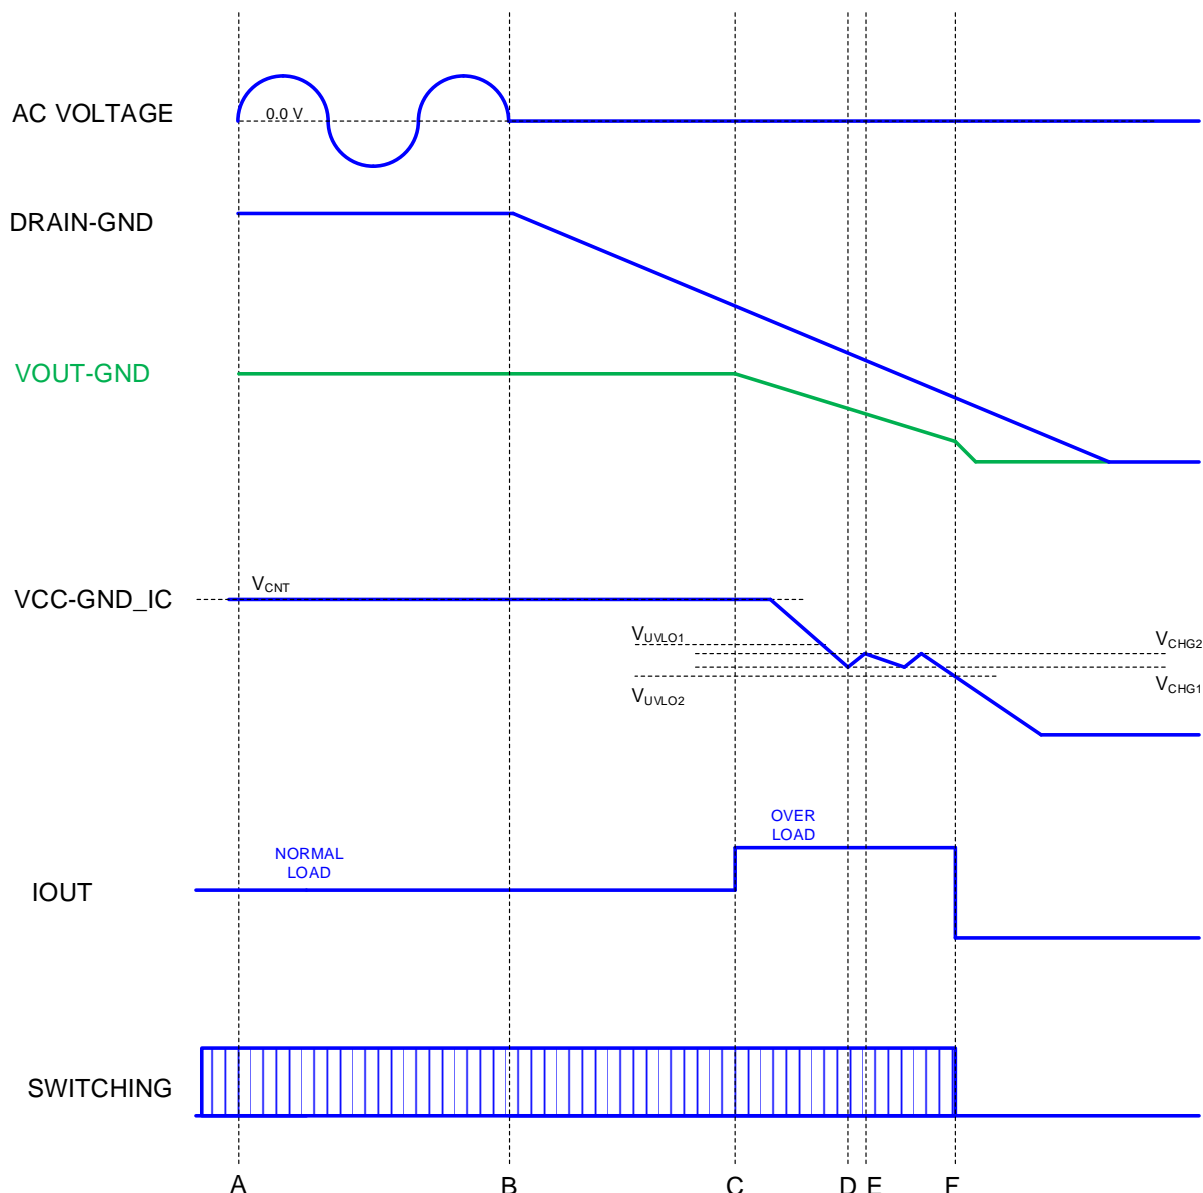 AC VOLTAGE
0.0 V
DRAIN-GND
VOUT-GND
VCC-GND_IC
VCNT
VUVLO1
VCHG2
VUVLO2
VCHG1
OVER
LOAD
NORMAL
LOAD
IOUT
SWITCHING
A B C D E F